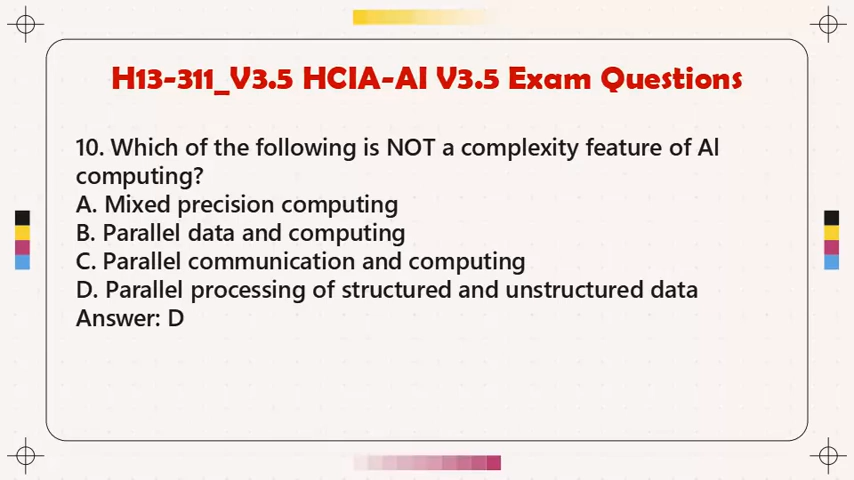 H13-311_V3.5 HCIA-AI V3.5 Exam Questions
10. Which of the following is NOT a complexity feature of AI
computing?
A. Mixed precision computing
B. Parallel data and computing
C. Parallel communication and computing
D. Parallel processing of structured and unstructured data
Answer: D